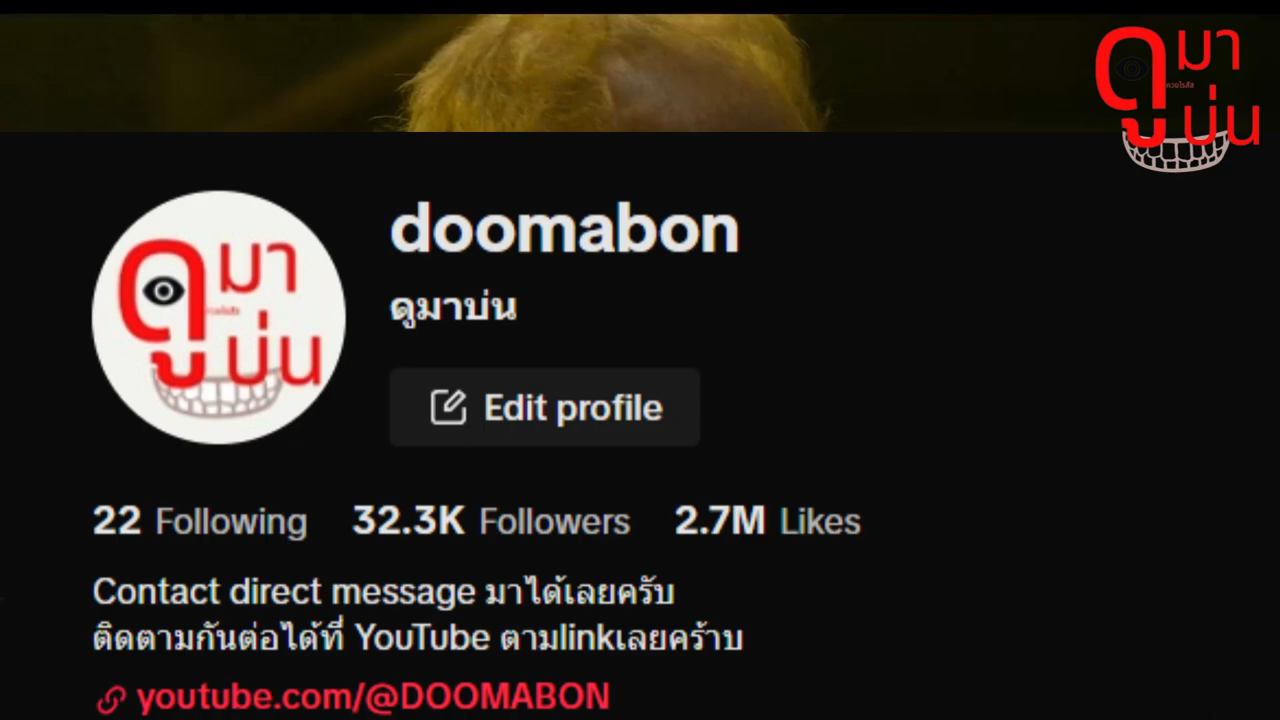 ดูมา
บ่น
doomabon
ดูมาบ่น
ดูมา
บ่น
Edit profile
22 Following 32.3K Followers 2.7M Likes
Contact direct message มาได้เลยครับ
ติดตามกันต่อได้ที่ YouTube ตามlinkเลยคร้าบ
youtube.com/@DOOMABON